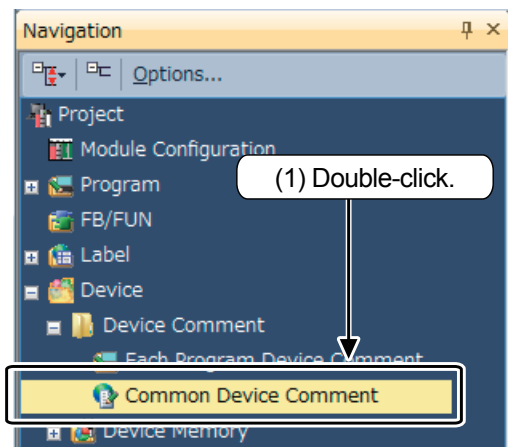 Navigation
Options...
Project
Module Configuration
Program
(1) Double-click.
FB/FUN
Label
Device
Device Comment
Each Program Device Comment
Common Device Comment
Device Memory